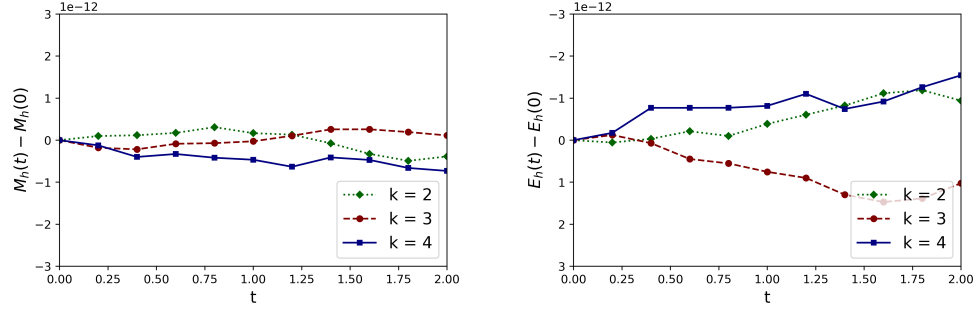 1e−12
3
2
1
0
−1
−2
−3
M_h(t) − M_h(0)
0.00 0.25 0.50 0.75 1.00 1.25 1.50 1.75 2.00
t
k = 2
k = 3
k = 4
1e−12
−3
−2
−1
0
1
2
3
E_h(t) − E_h(0)
0.00 0.25 0.50 0.75 1.00 1.25 1.50 1.75 2.00
t
k = 2
k = 3
k = 4